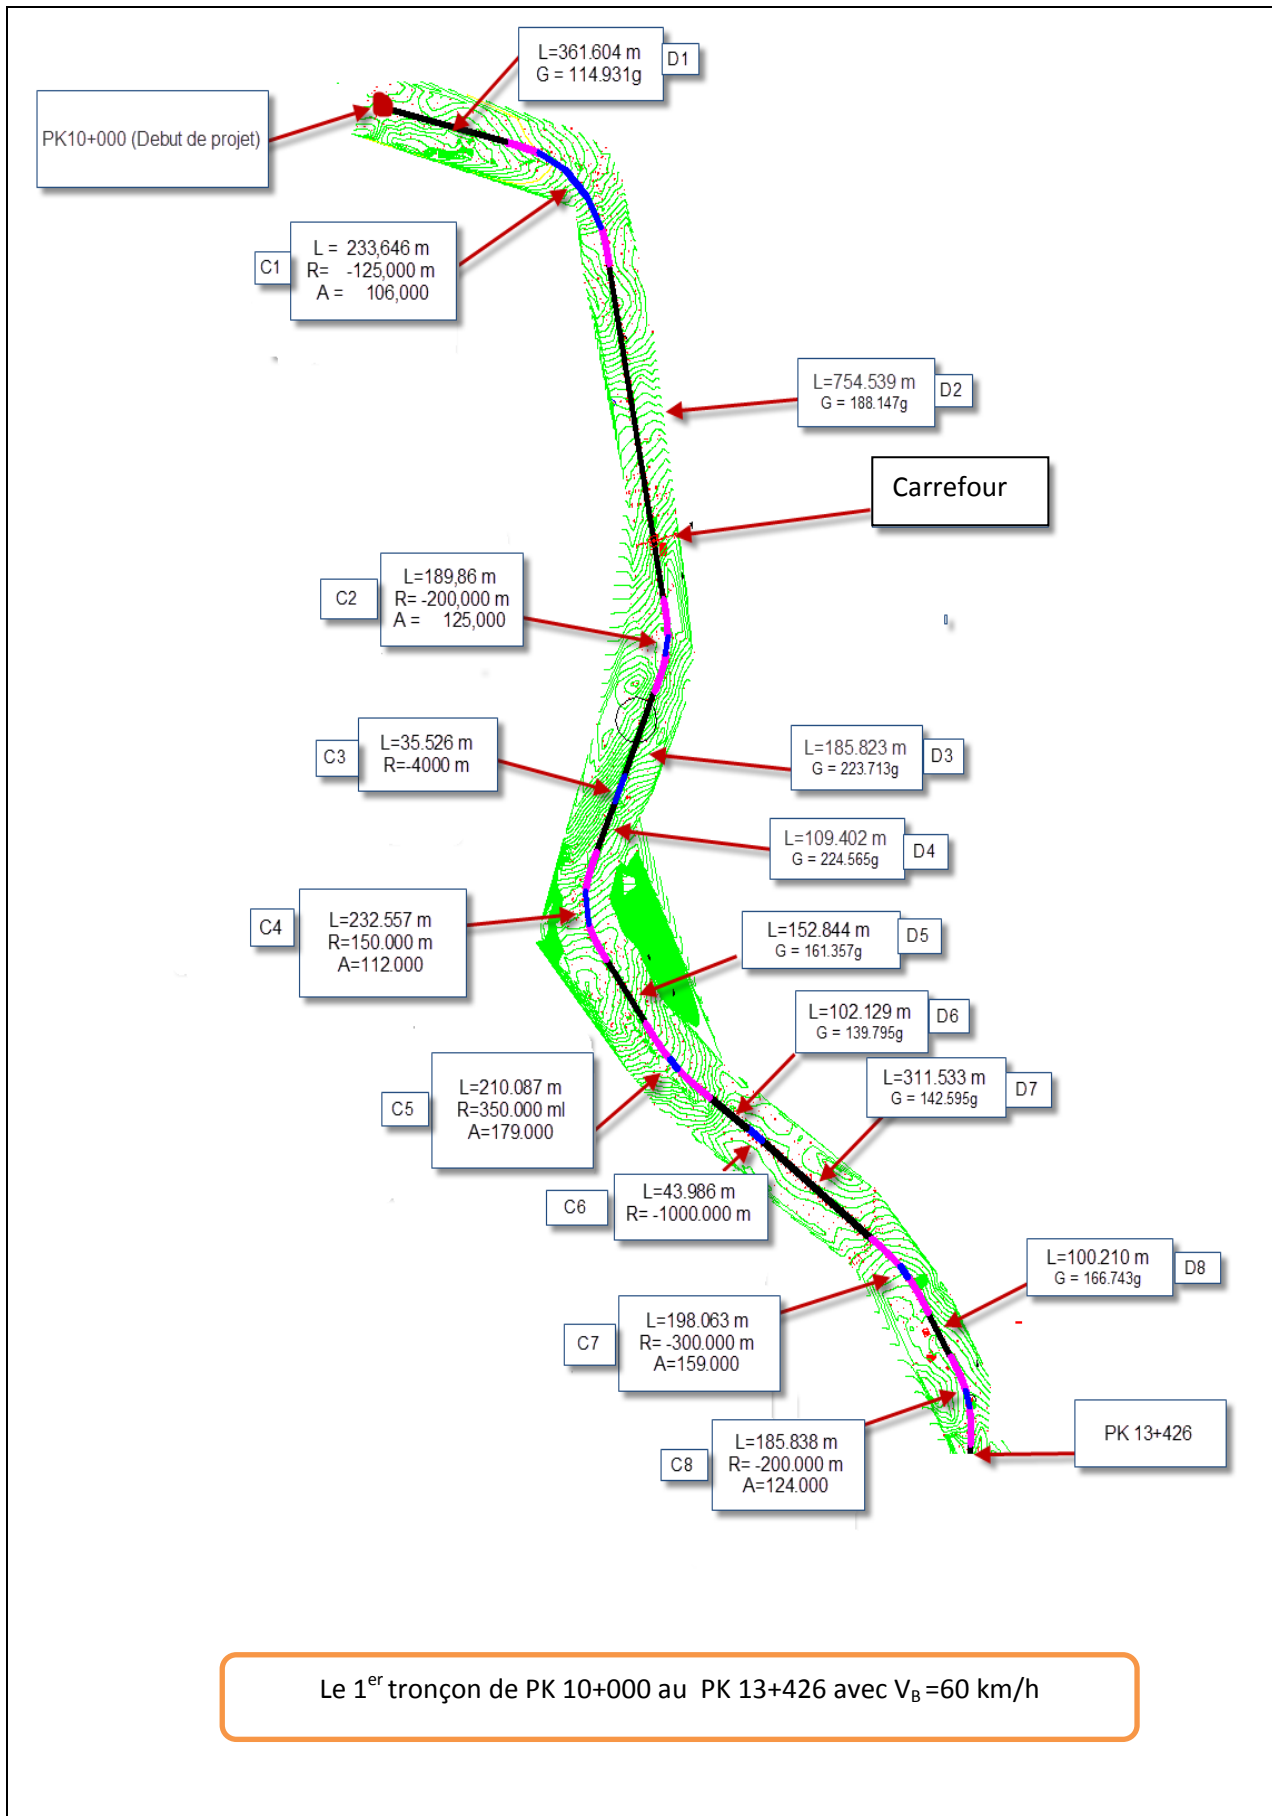 L=361.604 m
G = 114.931g
D1
PK10+000 (Debut de projet)
C1
L = 233,646 m
R= -125,000 m
A = 106,000
L=754.539 m
G = 188.147g
D2
Carrefour
C2
L=189,86 m
R= -200,000 m
A = 125,000
C3
L=35.526 m
R=-4000 m
L=185.823 m
G = 223.713g
D3
L=109.402 m
G = 224.565g
D4
C4
L=232.557 m
R=150.000 m
A=112.000
L=152.844 m
G = 161.357g
D5
L=102.129 m
G = 139.795g
D6
C5
L=210.087 m
R=350.000 ml
A=179.000
L=311.533 m
G = 142.595g
D7
C6
L=43.986 m
R= -1000.000 m
L=100.210 m
G = 166.743g
D8
C7
L=198.063 m
R= -300.000 m
A=159.000
PK 13+426
C8
L=185.838 m
R= -200.000 m
A=124.000
Le 1er tronçon de PK 10+000 au PK 13+426 avec VB =60 km/h